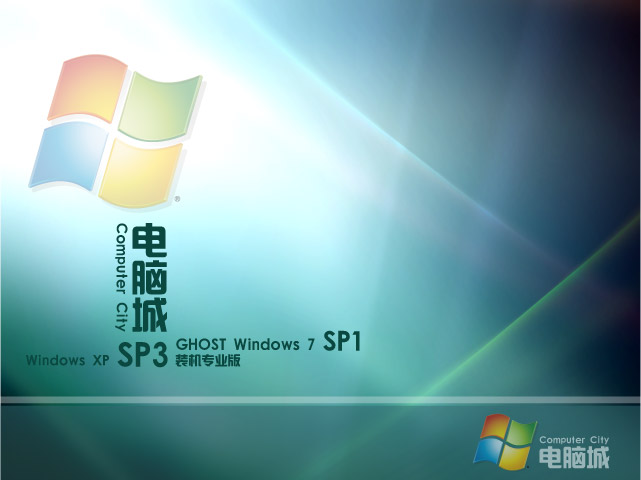 电脑城
Computer City
GHOST Windows 7 SP1
Windows XP SP3 装机专业版
Computer City
电脑城